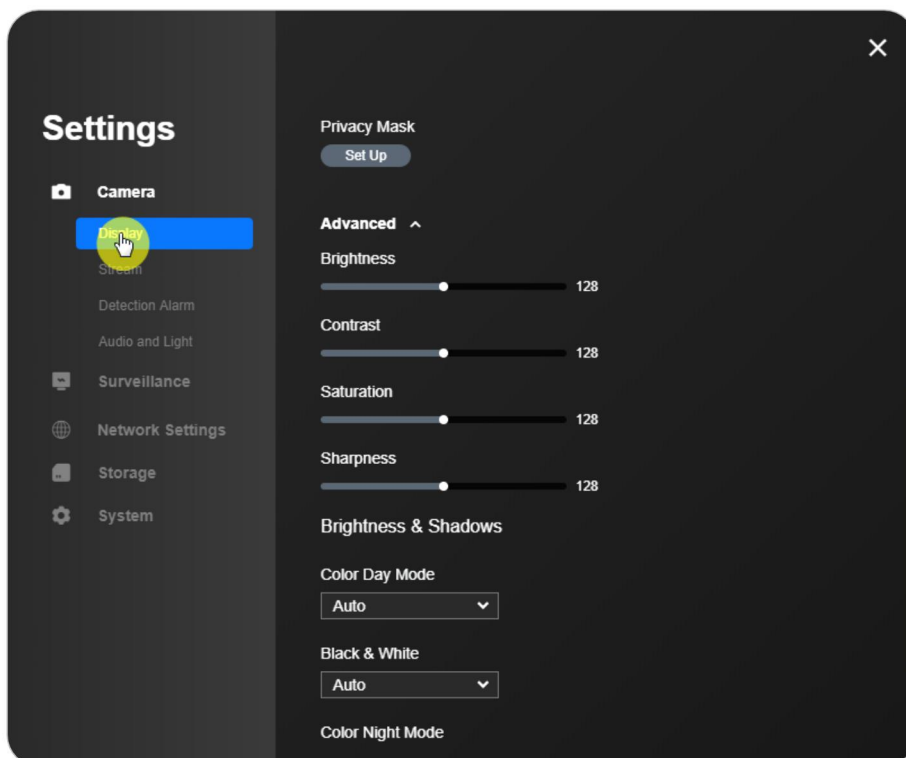 Settings
Camera
Display
Stream
Detection Alarm
Audio and Light
Surveillance
Network Settings
Storage
System
Privacy Mask
Set Up
Advanced
Brightness
128
Contrast
128
Saturation
128
Sharpness
128
Brightness & Shadows
Color Day Mode
Auto
Black & White
Auto
Color Night Mode